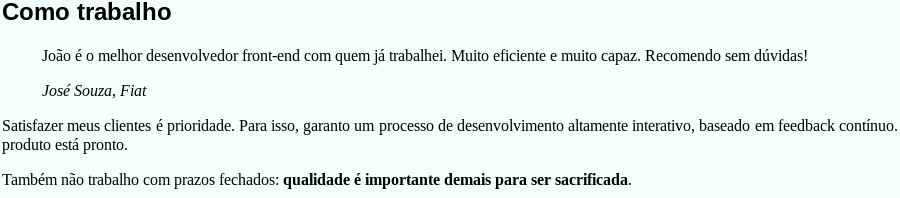 Como trabalho
João é o melhor desenvolvedor front-end com quem já trabalhei. Muito eficiente e muito capaz. Recomendo sem dúvidas!
José Souza, Fiat
Satisfazer meus clientes é prioridade. Para isso, garanto um processo de desenvolvimento altamente interativo, baseado em feedback contínuo.
produto está pronto.
Também não trabalho com prazos fechados: qualidade é importante demais para ser sacrificada.